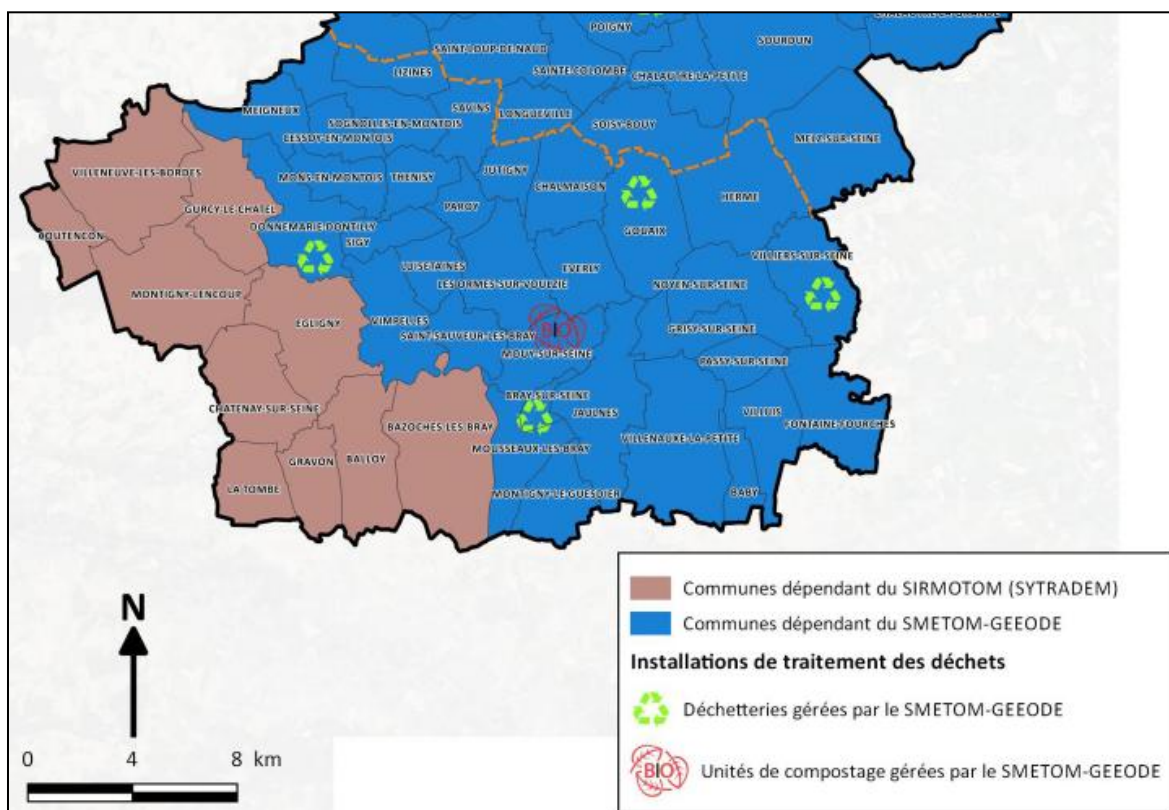 POIGNY
SOURDUN
SAINT-LOUP-DE-NAUD
LIZINES
SAINTE-COLOMBE
CHALAUTRE-LA-PETITE
MEIGNEUX
SAVINS
LONGUEVILLE
SOGNOLLES-EN-MONTOIS
SOISY-BOUY
CESSOY-EN-MONTOIS
MELZ-SUR-SEINE
VILLENEUVE-LES-BORDES
MONS-EN-MONTOIS
THENISY
JUTIGNY
CHALMAISON
HERME
GURCY-LE-CHATEL
PAROY
COUTENCON
DONNEMARIE-DONTILLY
GOUAIX
SIGY
VILLIERS-SUR-SEINE
LUISETAINES
EVERLY
LES ORMES-SUR-VOULZIE
NOYEN-SUR-SEINE
MONTIGNY-LENCOUP
EGLIGNY
VIMPELLES
SAINT-SAUVEUR-LES-BRAY
BIO
GRISY-SUR-SEINE
MOUY-SUR-SEINE
PASSY-SUR-SEINE
BRAY-SUR-SEINE
CHATENAY-SUR-SEINE
JAULNES
VILLUIS
BAZOCHES LES BRAY
FONTAINE-FOURCHES
VILLENAUXE-LA-PETITE
MOUSSEAUX-LES-BRAY
GRAVON
BALLOY
LA TOMBE
MONTIGNY-LE-GUESDIER
BABY
N
0 4 8 km
Communes dépendant du SIRMOTOM (SYTRADEM)
Communes dépendant du SMETOM-GEEODE
Installations de traitement des déchets
Déchetteries gérées par le SMETOM-GEEODE
BIO Unités de compostage gérées par le SMETOM-GEEODE